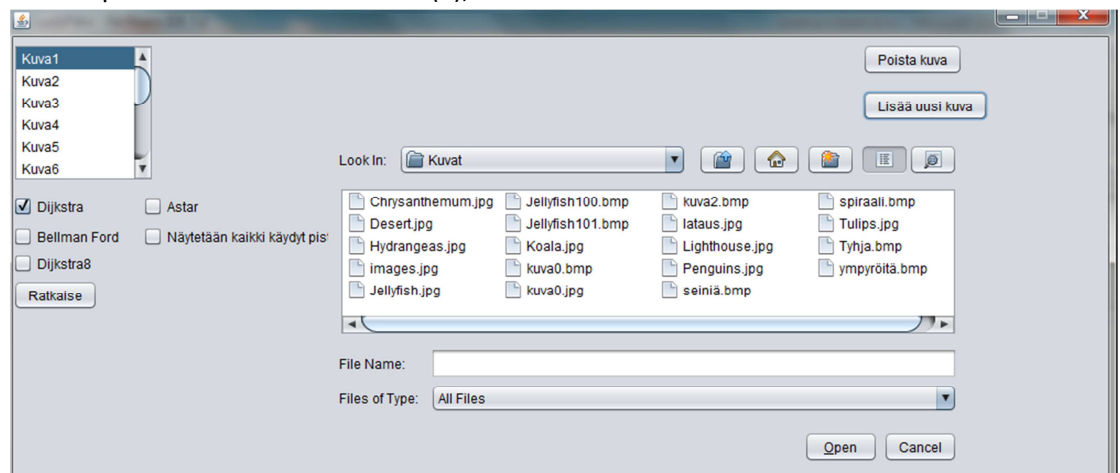 Kuva1
Kuva2
Kuva3
Kuva4
Kuva5
Kuva6
Poista kuva
Lisää uusi kuva
Look In: Kuvat
Dijkstra Astar
Bellman Ford Näytetään kaikki käydyt pis
Dijkstra8
Ratkaise
Chrysanthemum.jpg Jellyfish100.bmp kuva2.bmp spiraali.bmp
Desert.jpg Jellyfish101.bmp lataus.jpg Tulips.jpg
Hydrangeas.jpg Koala.jpg Lighthouse.jpg Tyhja.bmp
images.jpg kuva0.bmp Penguins.jpg ympyröitä.bmp
Jellyfish.jpg kuva0.jpg seiniä.bmp
File Name:
Files of Type: All Files
Open Cancel